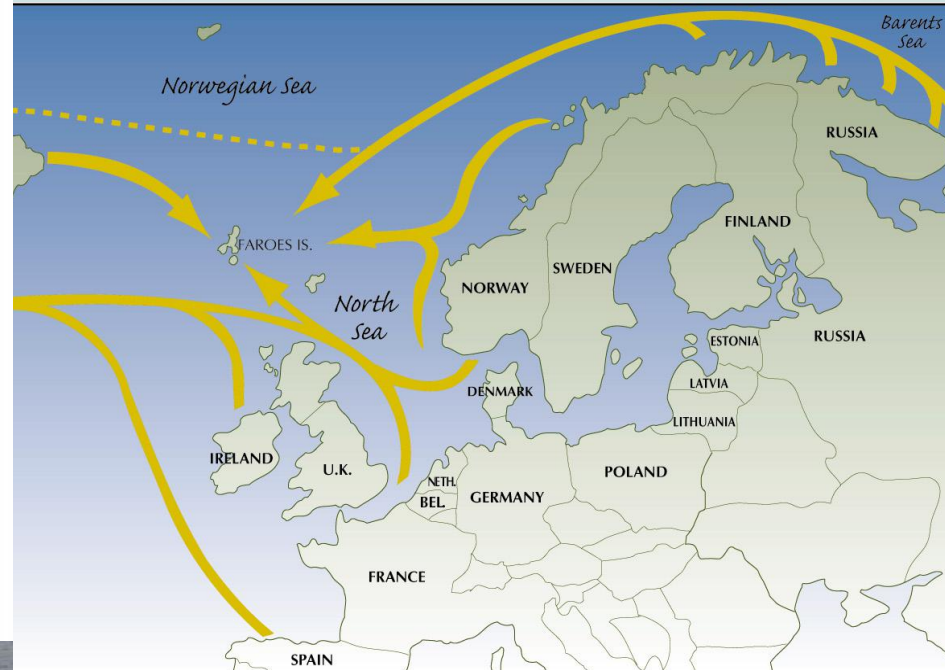 Barents
Sea
Norwegian Sea
RUSSIA
FINLAND
FAROES IS.
SWEDEN
NORWAY
North
Sea
ESTONIA
RUSSIA
LATVIA
DENMARK
LITHUANIA
IRELAND
U.K.
NETH.
POLAND
BEL.
GERMANY
FRANCE
SPAIN